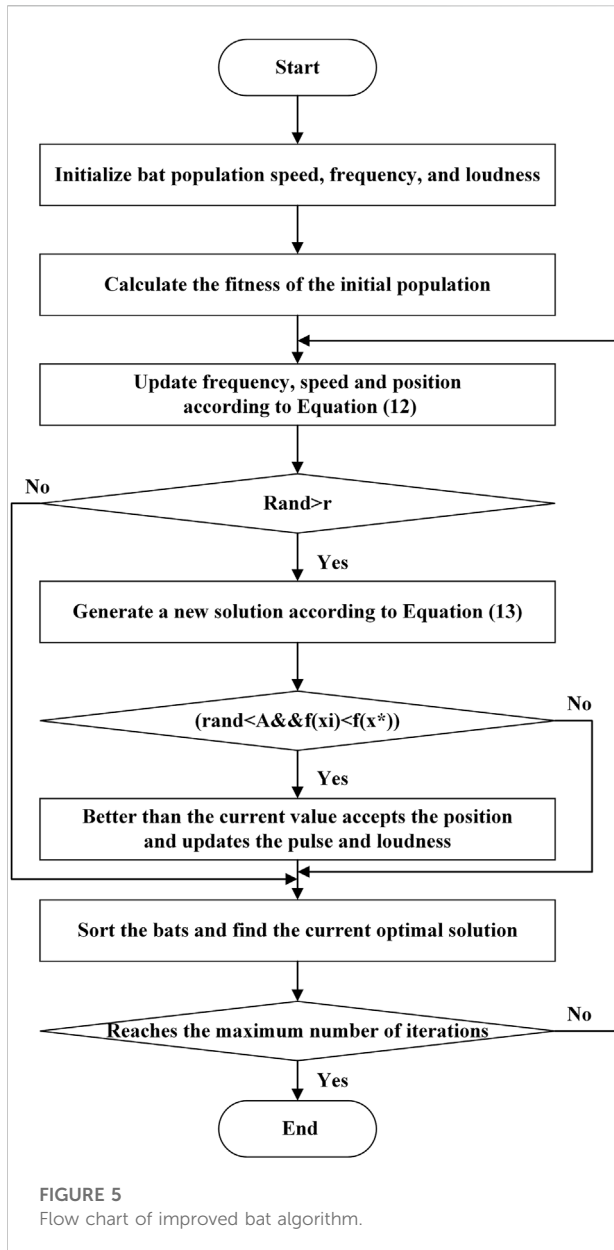 Start
Initialize bat population speed, frequency, and loudness
Calculate the fitness of the initial population
Update frequency, speed and position
according to Equation (12)
No
Rand>r
Yes
Generate a new solution according to Equation (13)
(rand<A&&f(xi)<f(x*))
No
Yes
Better than the current value accepts the position
and updates the pulse and loudness
Sort the bats and find the current optimal solution
Reaches the maximum number of iterations
No
Yes
End
FIGURE 5
Flow chart of improved bat algorithm.